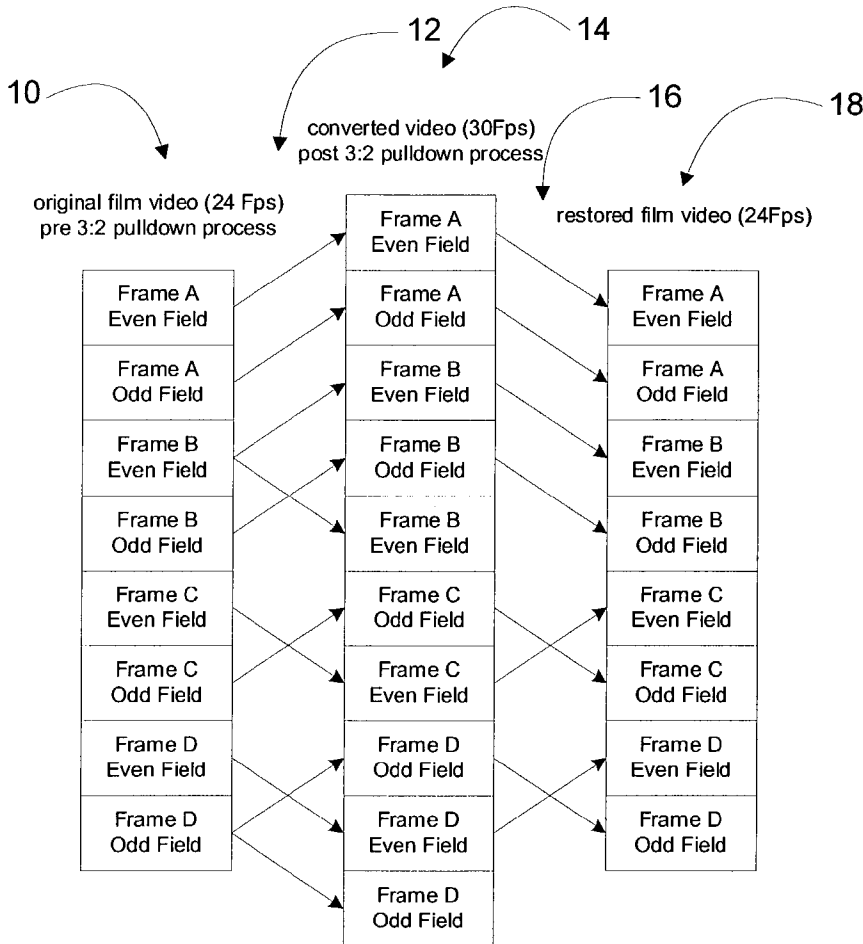 12
14
10
16
18
converted video (30Fps)
post 3:2 pulldown process
original film video (24 Fps)
pre 3:2 pulldown process
restored film video (24Fps)
Frame A
Even Field
Frame A
Odd Field
Frame B
Even Field
Frame B
Odd Field
Frame C
Even Field
Frame C
Odd Field
Frame D
Even Field
Frame D
Odd Field
Frame A
Even Field
Frame A
Odd Field
Frame B
Even Field
Frame B
Odd Field
Frame B
Even Field
Frame C
Odd Field
Frame C
Even Field
Frame D
Odd Field
Frame D
Even Field
Frame D
Odd Field
Frame A
Even Field
Frame A
Odd Field
Frame B
Even Field
Frame B
Odd Field
Frame C
Even Field
Frame C
Odd Field
Frame D
Even Field
Frame D
Odd Field